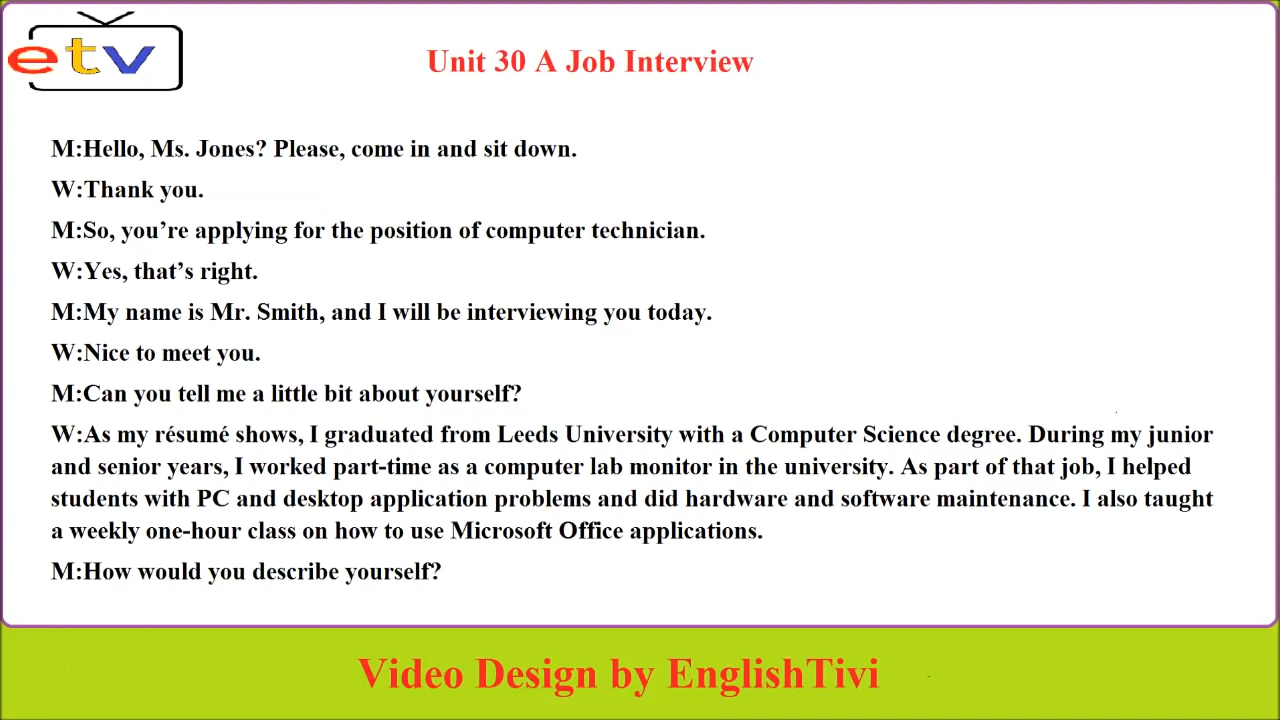 etv
Unit 30 A Job Interview
M:Hello, Ms. Jones? Please, come in and sit down.
W:Thank you.
M:So, you’re applying for the position of computer technician.
W:Yes, that’s right.
M:My name is Mr. Smith, and I will be interviewing you today.
W:Nice to meet you.
M:Can you tell me a little bit about yourself?
W:As my résumé shows, I graduated from Leeds University with a Computer Science degree. During my junior
and senior years, I worked part-time as a computer lab monitor in the university. As part of that job, I helped
students with PC and desktop application problems and did hardware and software maintenance. I also taught
a weekly one-hour class on how to use Microsoft Office applications.
M:How would you describe yourself?
Video Design by EnglishTivi